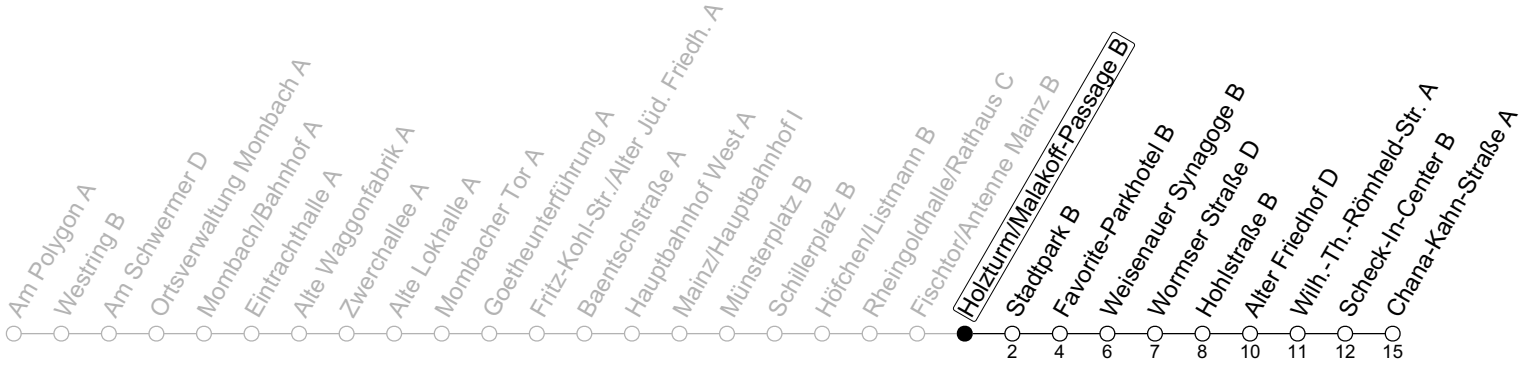 Am Polygon A
Westring B
Am Schwermer D
Ortsverwaltung Mombach A
Mombach/Bahnhof A
Eintrachthalle A
Alte Waggonfabrik A
Zwerchallee A
Alte Lokhalle A
Mombacher Tor A
Goetheunterführung A
Fritz-Kohl-Str./Alter Jüd. Friedh. A
Baentschstraße A
Hauptbahnhof West A
Mainz/Hauptbahnhof I
Münsterplatz B
Schillerplatz B
Höfchen/Listmann B
Rheingoldhalle/Rathaus C
Fischtor/Antenne Mainz B
Holzturm/Malakoff-Passage B
Stadtpark B
Favorite-Parkhotel B
Weisenauer Synagoge B
Wormser Straße D
Hohlstraße B
Alter Friedhof D
Wilh.-Th.-Römheld-Str. A
Scheck-In-Center B
Chana-Kahn-Straße A
2 4 6 7 8 10 11 12 15